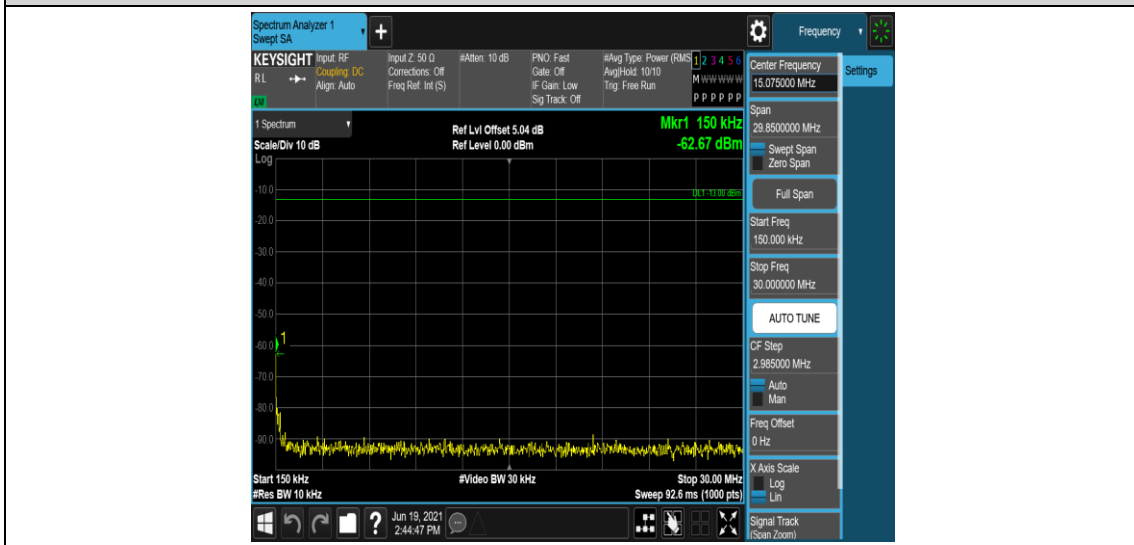 Spectrum Analyzer 1
Swept SA
+
Frequency
KEYSIGHT
RL
LXI
Input: RF
Coupling: DC
Align: Auto
Input Z: 50 Ω
Corrections: Off
Freq Ref: Int (S)
#Atten: 10 dB
PNO: Fast
Gate: Off
IF Gain: Low
Sig Track: Off
#Avg Type: Power (RMS
Avg|Hold: 10/10
Trig: Free Run
1 2 3 4 5 6
M W W W W W
P P P P P P
1 Spectrum
Scale/Div 10 dB
Ref Lvl Offset 5.04 dB
Ref Level 0.00 dBm
Mkr1 150 kHz
-62.67 dBm
Log
DL1 -13.00 dBm
-10.0
-20.0
-30.0
-40.0
-50.0
-60.0
1
-70.0
-80.0
-90.0
Start 150 kHz
#Res BW 10 kHz
#Video BW 30 kHz
Stop 30.00 MHz
Sweep 92.6 ms (1000 pts)
Jun 19, 2021
2:44:47 PM
?
Settings
Center Frequency
15.075000 MHz
Span
29.8500000 MHz
Swept Span
Zero Span
Full Span
Start Freq
150.000 kHz
Stop Freq
30.000000 MHz
AUTO TUNE
CF Step
2.985000 MHz
Auto
Man
Freq Offset
0 Hz
X Axis Scale
Log
Lin
Signal Track
(Span Zoom)